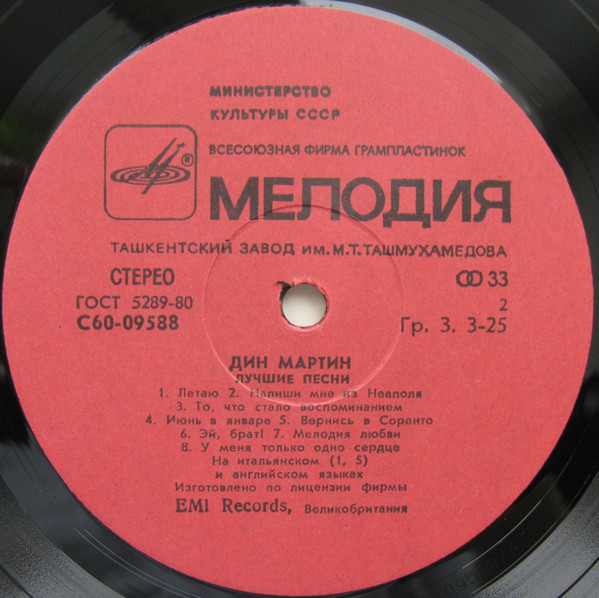 МИНИСТЕРСТВО
КУЛЬТУРЫ СССР
ВСЕСОЮЗНАЯ ФИРМА ГРАМПЛАСТИНОК
®
МЕЛОДИЯ
ТАШКЕНТСКИЙ ЗАВОД ИМ. М.Т. ТАШМУХАМЕДОВА
СТЕРЕО 33
ГОСТ 5289-80 2
С60-09588 Гр. 3. 3-25
ДИН МАРТИН
ЛУЧШИЕ ПЕСНИ
1. Летаю 2. Напиши мне из Неаполя
3. То, что стало воспоминанием
4. Июнь в январе 5. Вернись в Соранто
6. Эй, брат! 7. Мелодия любви
8. У меня только одно сердце
На итальянском (1, 5)
и английском языках
Изготовлено по лицензии фирмы
EMI Records, Великобритания